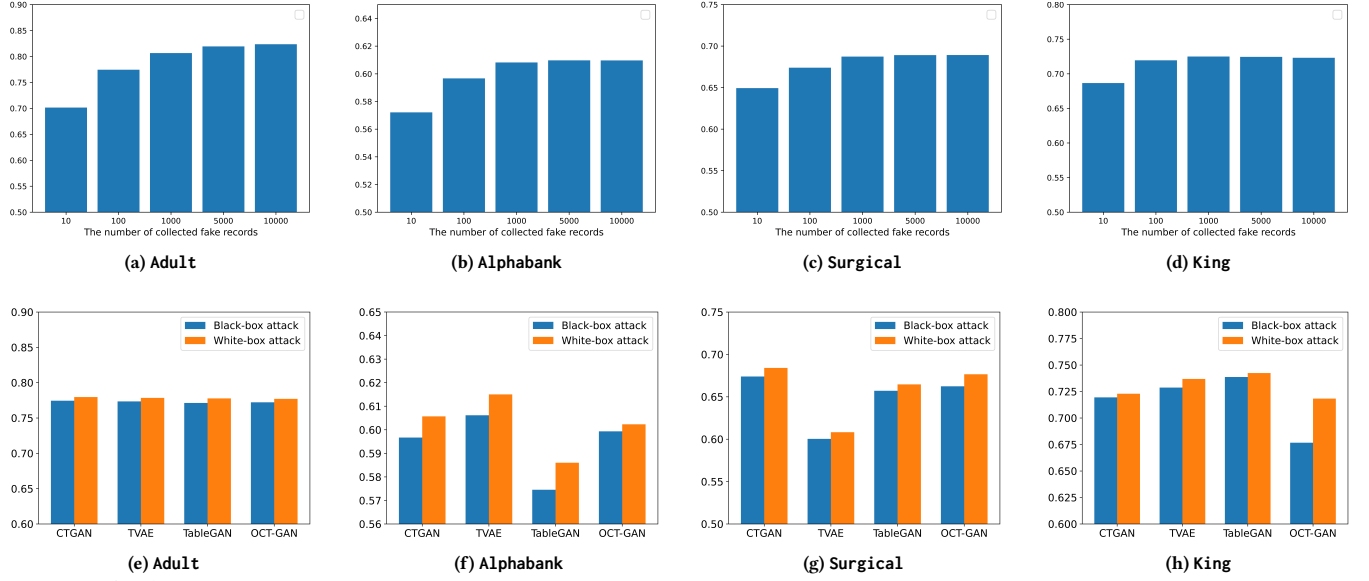 0.90
0.85
0.80
0.75
0.70
0.65
0.60
0.55
0.50
10 100 1000 5000 10000
The number of collected fake records
(a) Adult
0.64
0.62
0.60
0.58
0.56
0.54
0.52
0.50
10 100 1000 5000 10000
The number of collected fake records
(b) Alphabank
0.75
0.70
0.65
0.60
0.55
0.50
10 100 1000 5000 10000
The number of collected fake records
(c) Surgical
0.80
0.75
0.70
0.65
0.60
0.55
0.50
10 100 1000 5000 10000
The number of collected fake records
(d) King
0.90
0.85
0.80
0.75
0.70
0.65
0.60
Black-box attack
White-box attack
CTGAN TVAE TableGAN OCT-GAN
(e) Adult
0.65
0.64
0.63
0.62
0.61
0.60
0.59
0.58
0.57
0.56
Black-box attack
White-box attack
CTGAN TVAE TableGAN OCT-GAN
(f) Alphabank
0.75
0.70
0.65
0.60
0.55
0.50
Black-box attack
White-box attack
CTGAN TVAE TableGAN OCT-GAN
(g) Surgical
0.800
0.775
0.750
0.725
0.700
0.675
0.650
0.625
0.600
Black-box attack
White-box attack
CTGAN TVAE TableGAN OCT-GAN
(h) King